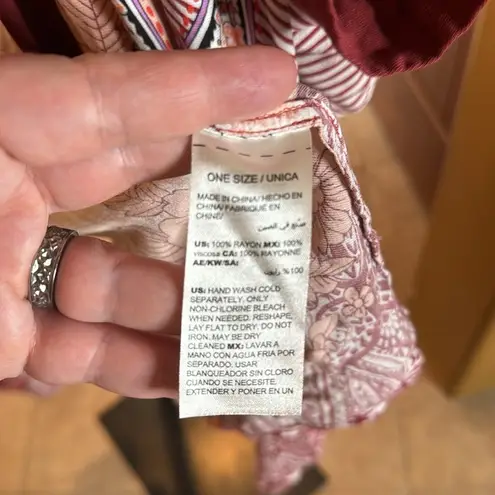 ONE SIZE / UNICA
MADE IN CHINA/ HECHO EN
CHINA/ FABRIQUÉ EN
CHINE/
صنع في الصين
US: 100% RAYON MX: 100%
viscosa CA: 100% RAYONNE
AE/KW/SA:
100% رايون
US: HAND WASH COLD
SEPARATELY, ONLY
NON-CHLORINE BLEACH
WHEN NEEDED. RESHAPE,
LAY FLAT TO DRY. DO NOT
IRON. MAY BE DRY
CLEANED MX: LAVAR A
MANO CON AGUA FRIA POR
SEPARADO. USAR
BLANQUEADOR SIN CLORO
CUANDO SE NECESITE.
EXTENDER Y PONER EN UN